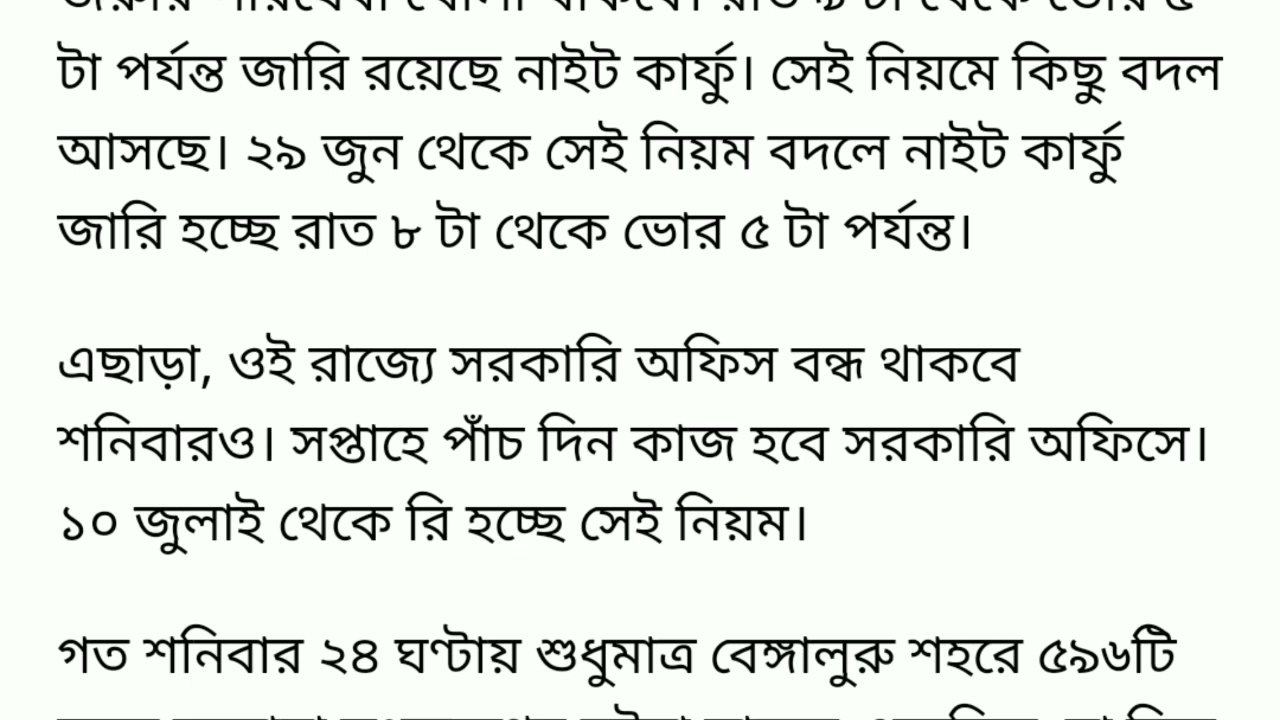 টা পর্যন্ত জারি রয়েছে নাইট কার্ফু। সেই নিয়মে কিছু বদল
আসছে। ২৯ জুন থেকে সেই নিয়ম বদলে নাইট কার্ফু
জারি হচ্ছে রাত ৮ টা থেকে ভোর ৫ টা পর্যন্ত।
এছাড়া, ওই রাজ্যে সরকারি অফিস বন্ধ থাকবে
শনিবারও। সপ্তাহে পাঁচ দিন কাজ হবে সরকারি অফিসে।
১০ জুলাই থেকে রি হচ্ছে সেই নিয়ম।
গত শনিবার ২৪ ঘণ্টায় শুধুমাত্র বেঙ্গালুরু শহরে ৫৯৬টি